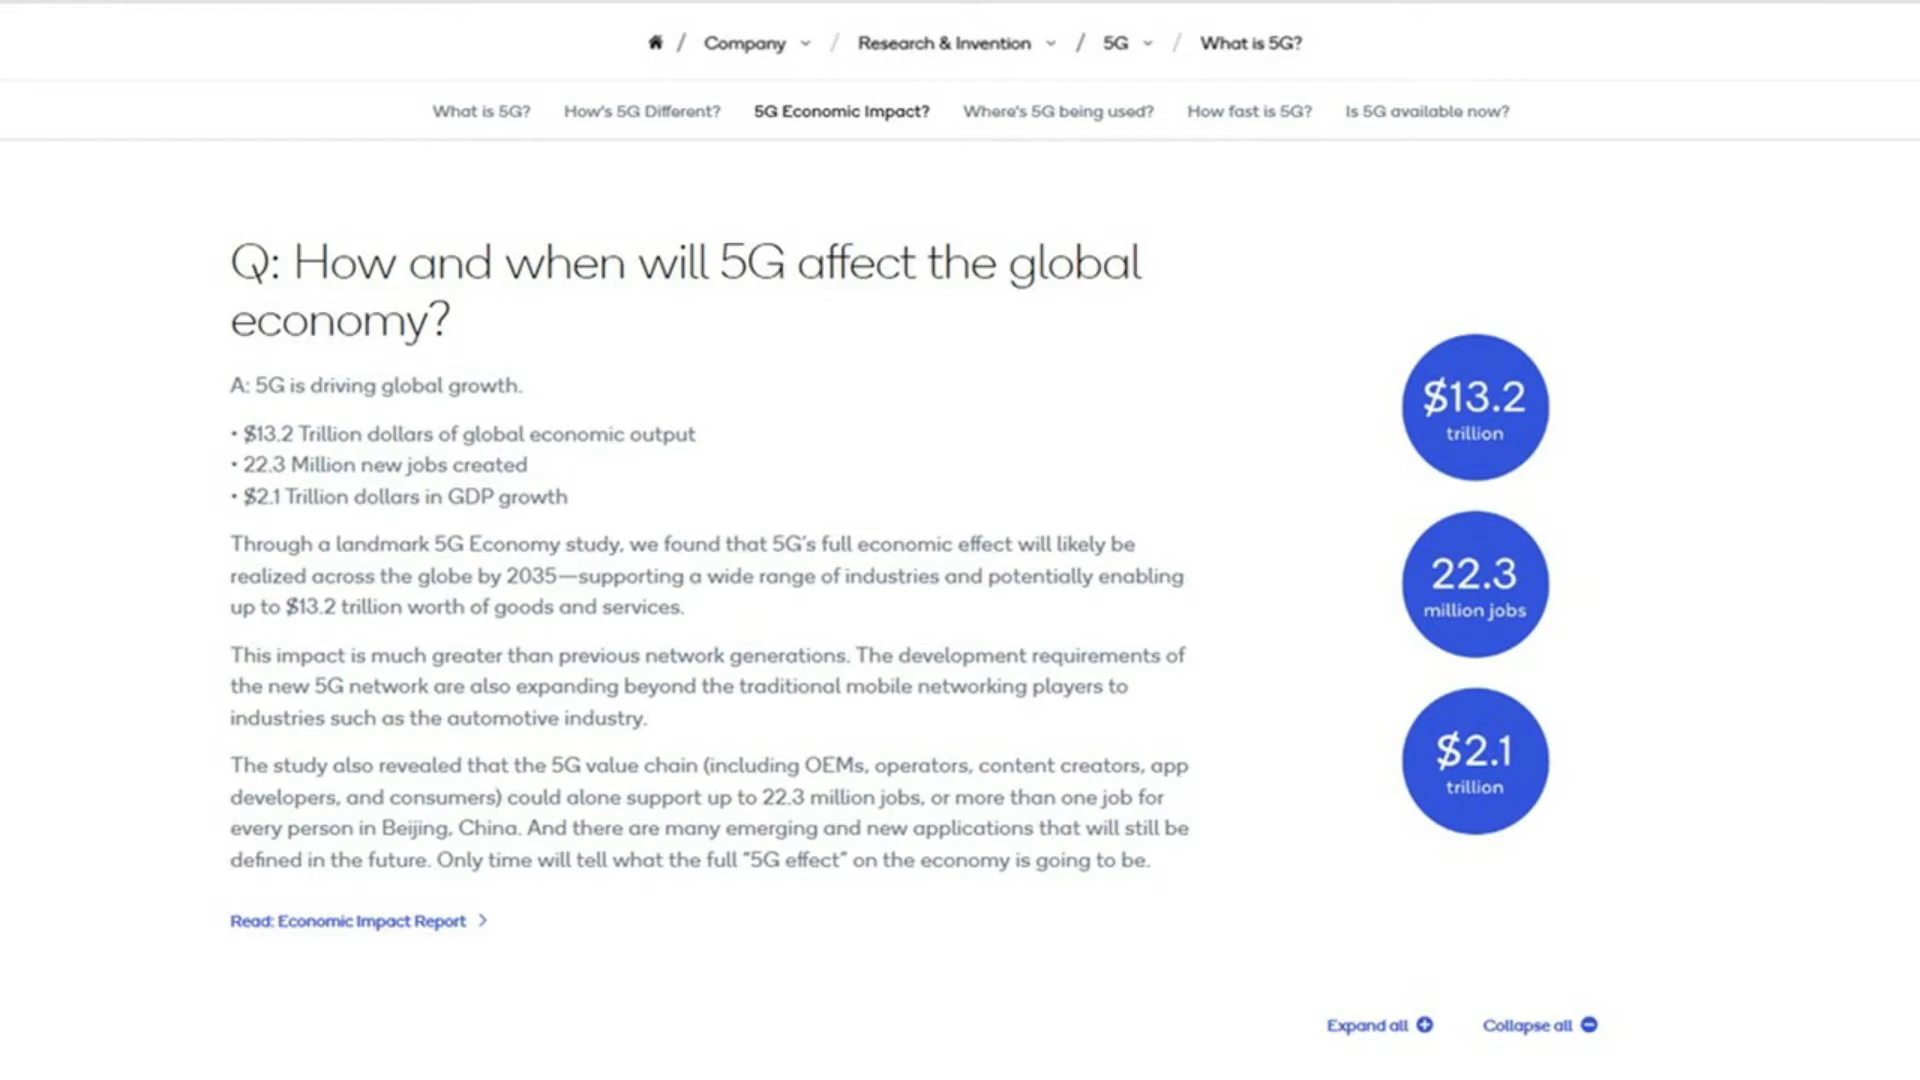 / Company / Research & Invention / 5G / What is 5G?
What is 5G? How's 5G Different? 5G Economic Impact? Where's 5G being used? How fast is 5G? Is 5G available now?
Q: How and when will 5G affect the global
economy?
A: 5G is driving global growth.
• $13.2 Trillion dollars of global economic output
• 22.3 Million new jobs created
• $2.1 Trillion dollars in GDP growth
Through a landmark 5G Economy study, we found that 5G's full economic effect will likely be
realized across the globe by 2035—supporting a wide range of industries and potentially enabling
up to $13.2 trillion worth of goods and services.
This impact is much greater than previous network generations. The development requirements of
the new 5G network are also expanding beyond the traditional mobile networking players to
industries such as the automotive industry.
The study also revealed that the 5G value chain (including OEMs, operators, content creators, app
developers, and consumers) could alone support up to 22.3 million jobs, or more than one job for
every person in Beijing, China. And there are many emerging and new applications that will still be
defined in the future. Only time will tell what the full "5G effect" on the economy is going to be.
Read: Economic Impact Report
$13.2
trillion
22.3
million jobs
$2.1
trillion
Expand all Collapse all